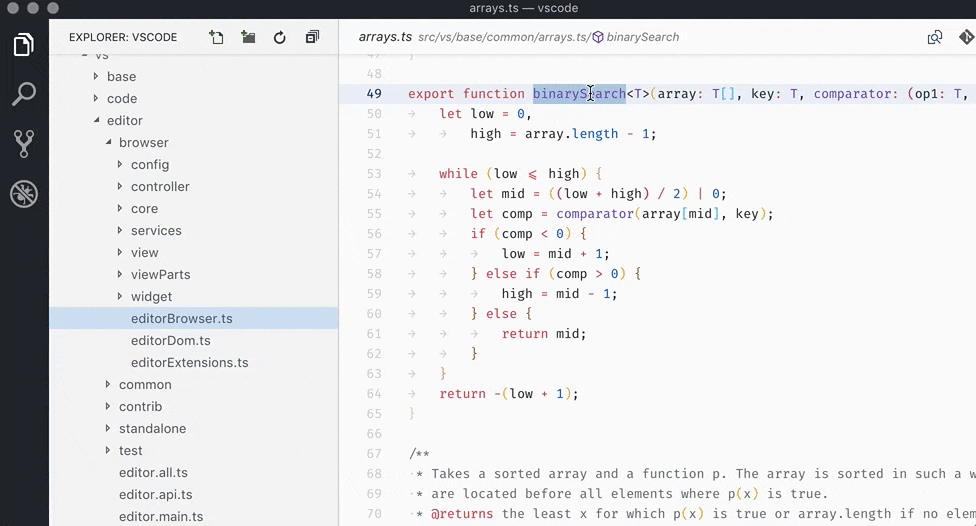 arrays.ts — vscode
EXPLORER: VSCODE
vs
base
code
editor
browser
config
controller
core
services
view
viewParts
widget
editorBrowser.ts
editorDom.ts
editorExtensions.ts
common
contrib
standalone
test
editor.all.ts
editor.api.ts
editor.main.ts
arrays.ts src/vs/base/common/arrays.ts/ binarySearch
47 }
48
49 export function binarySearch<T>(array: T[], key: T, comparator: (op1: T,
50 let low = 0,
51 high = array.length - 1;
52
53 while (low ⩽ high) {
54 let mid = ((low + high) / 2) | 0;
55 let comp = comparator(array[mid], key);
56 if (comp < 0) {
57 low = mid + 1;
58 } else if (comp > 0) {
59 high = mid - 1;
60 } else {
61 return mid;
62 }
63 }
64 return -(low + 1);
65 }
66
67 /**
68 * Takes a sorted array and a function p. The array is sorted in such a w
69 * are located before all elements where p(x) is true.
70 * @returns the least x for which p(x) is true or array.length if no elem